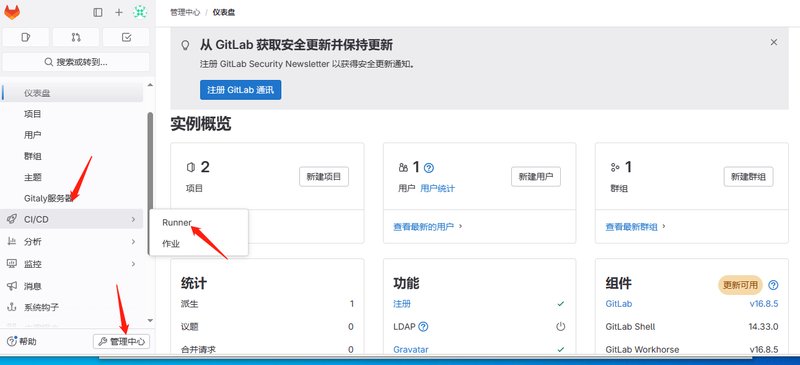 管理中心 / 仪表盘
搜索或转到...
仪表盘
项目
用户
群组
主题
Gitaly服务器
CI/CD
分析
监控
消息
系统钩子
帮助
管理中心
Runner
作业
从 GitLab 获取安全更新并保持更新
注册 GitLab Security Newsletter 以获得安全更新通知。
注册 GitLab 通讯
实例概览
2
项目
新建项目
1
用户 用户统计
新建用户
查看最新的用户
1
群组
新建群组
查看最新群组
统计
派生 1
议题 0
合并请求 0
功能
注册
LDAP
Gravatar
组件 更新可用
GitLab v16.8.5
GitLab Shell 14.33.0
GitLab Workhorse v16.8.5